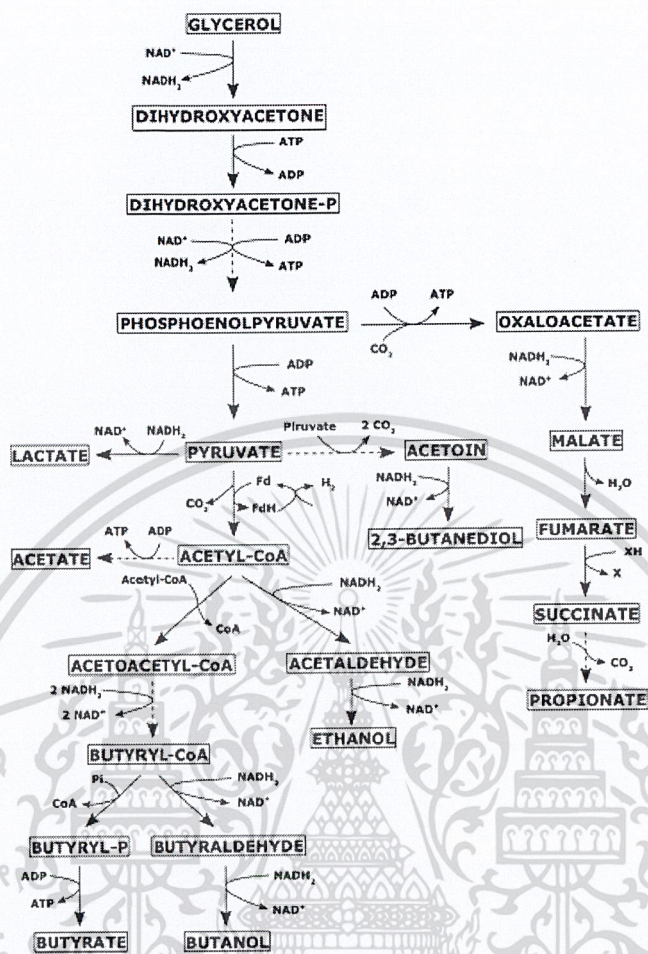 GLYCEROL
NAD⁺
NADH₂
DIHYDROXYACETONE
ATP
ADP
DIHYDROXYACETONE-P
NAD⁺ ADP
NADH₂ ATP
ADP ATP
PHOSPHOENOLPYRUVATE OXALOACETATE
CO₂
ADP
ATP
NADH₂
NAD⁺
NAD⁺ NADH₂ Piruvate 2 CO₂
LACTATE PYRUVATE ACETOIN MALATE
Fd H₂
CO₂ FdH
NADH₂
NAD⁺
H₂O
ATP ADP
ACETATE ACETYL-CoA 2,3-BUTANEDIOL FUMARATE
XH
X
Acetyl-CoA NADH₂
NAD⁺
CoA
SUCCINATE
H₂O
CO₂
ACETOACETYL-CoA ACETALDEHYDE
2 NADH₂ NADH₂
2 NAD⁺ NAD⁺
PROPIONATE
BUTYRYL-CoA ETHANOL
Pi NADH₂
CoA NAD⁺
BUTYRYL-P BUTYRALDEHYDE
ADP NADH₂
ATP NAD⁺
BUTYRATE BUTANOL